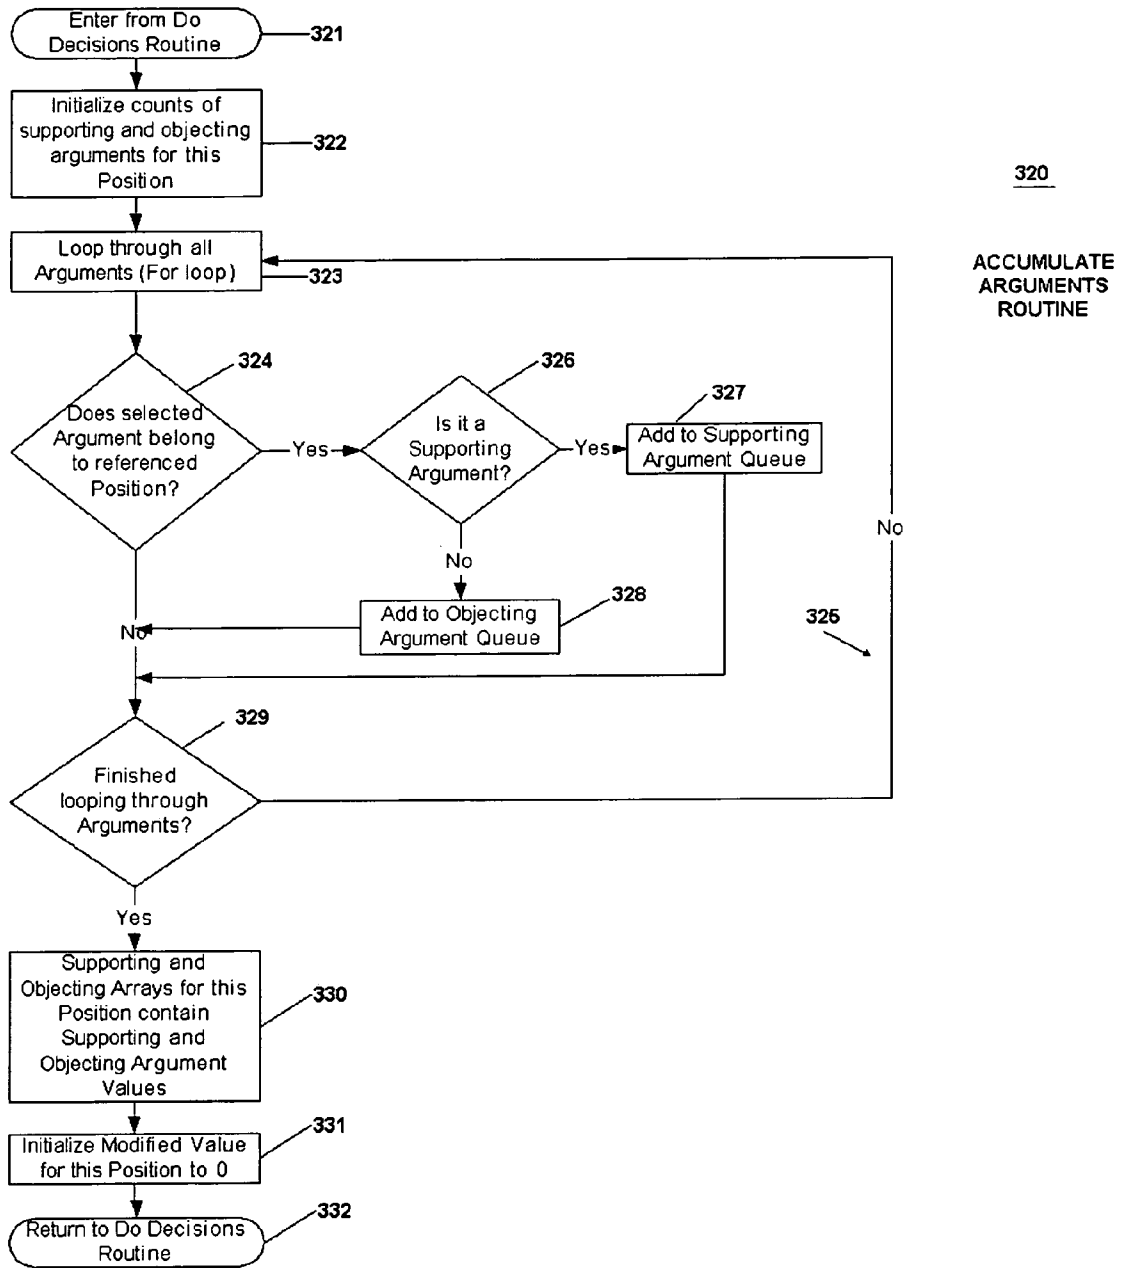 Enter from Do
Decisions Routine
321
Initialize counts of
supporting and objecting
arguments for this
Position
322
320
ACCUMULATE
ARGUMENTS
ROUTINE
Loop through all
Arguments (For loop)
323
324
Does selected
Argument belong
to referenced
Position?
Yes
326
Is it a
Supporting
Argument?
Yes
327
Add to Supporting
Argument Queue
No
No
328
Add to Objecting
Argument Queue
No
325
329
Finished
looping through
Arguments?
Yes
Supporting and
Objecting Arrays for this
Position contain
Supporting and
Objecting Argument
Values
330
Initialize Modified Value
for this Position to 0
331
Return to Do Decisions
Routine
332